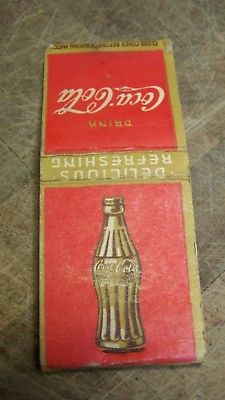 CLOSE COVER BEFORE STRIKING MATCH
DRINK
Coca-Cola
DELICIOUS
REFRESHING
Coca-Cola